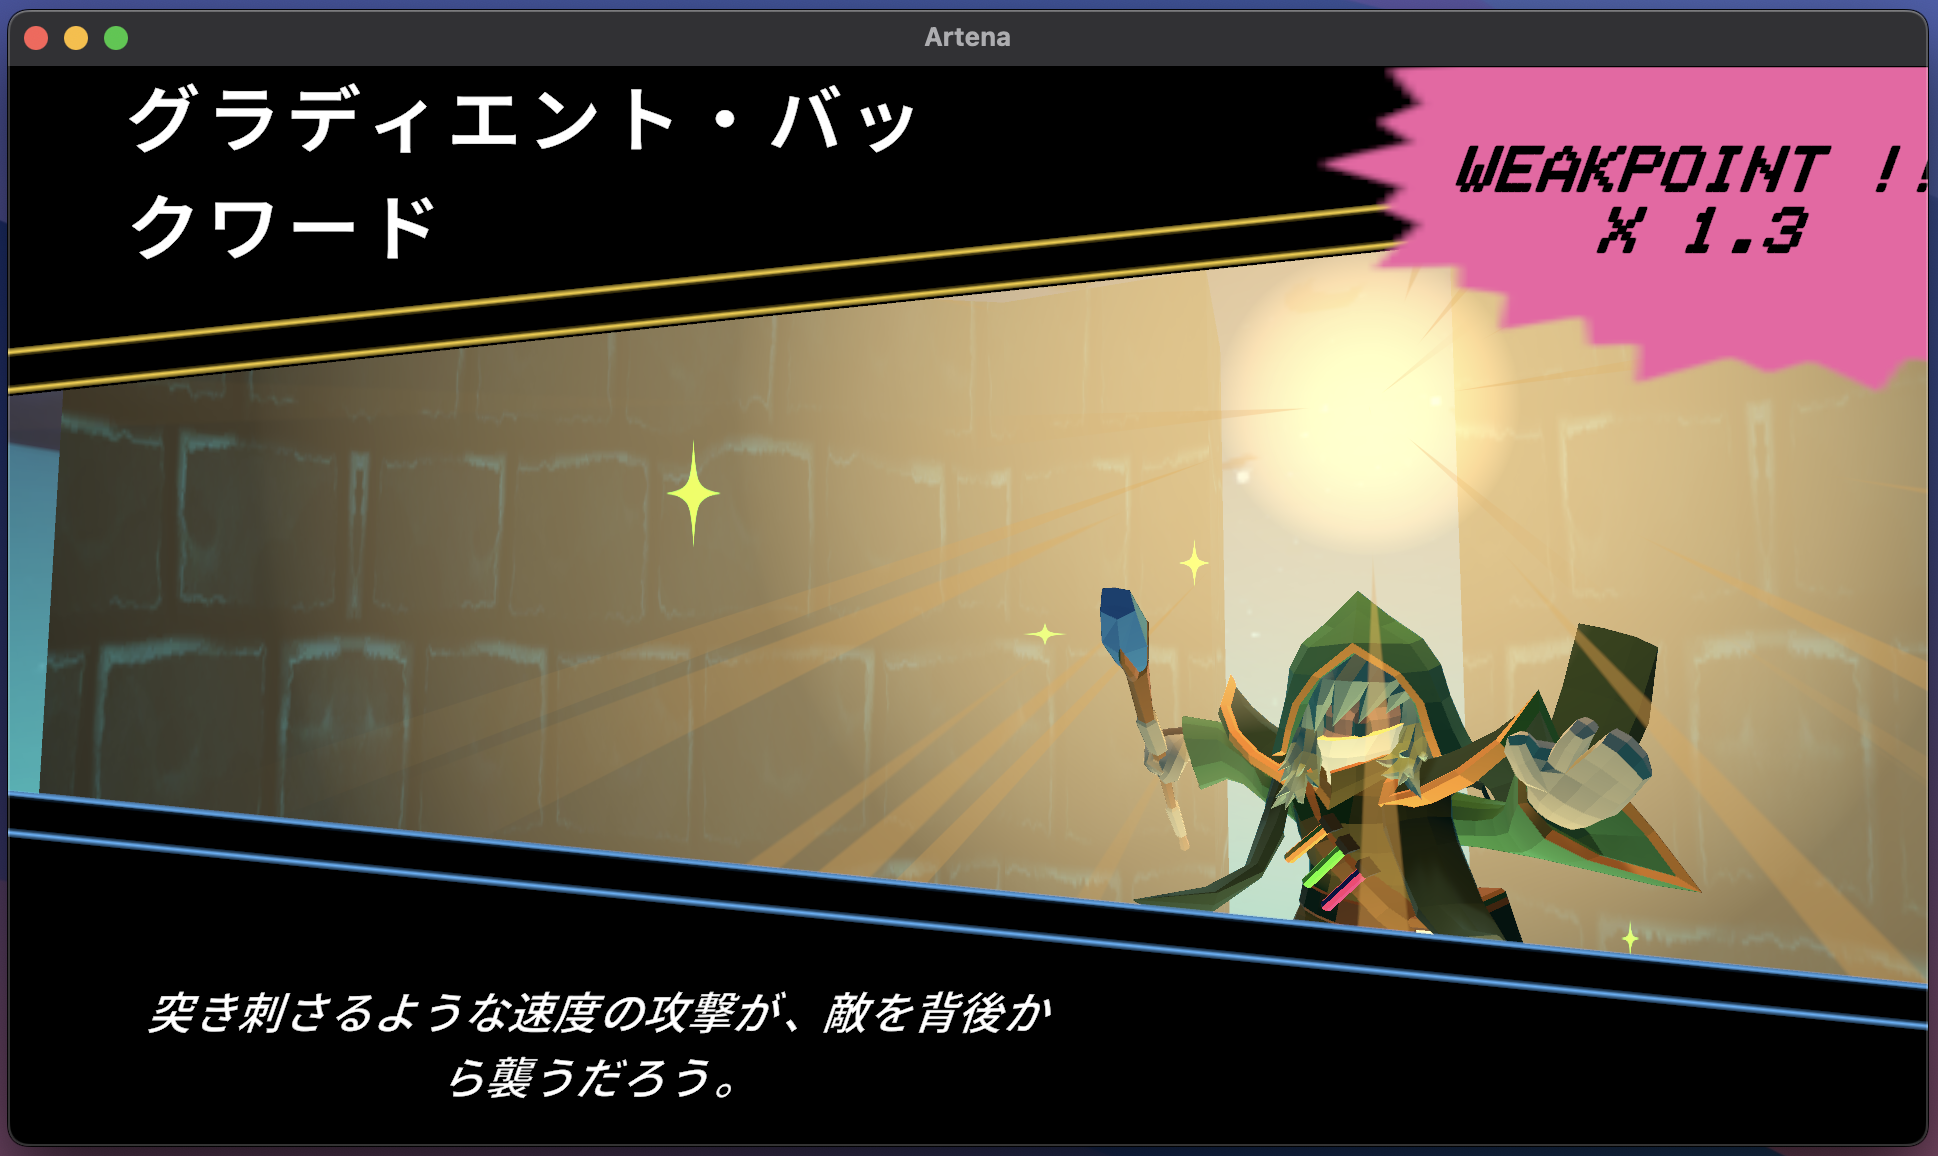 Artena
グラディエント・バッ
クワード
WEAKPOINT !!
X 1.3
突き刺さるような速度の攻撃が、敵を背後か
ら襲うだろう。